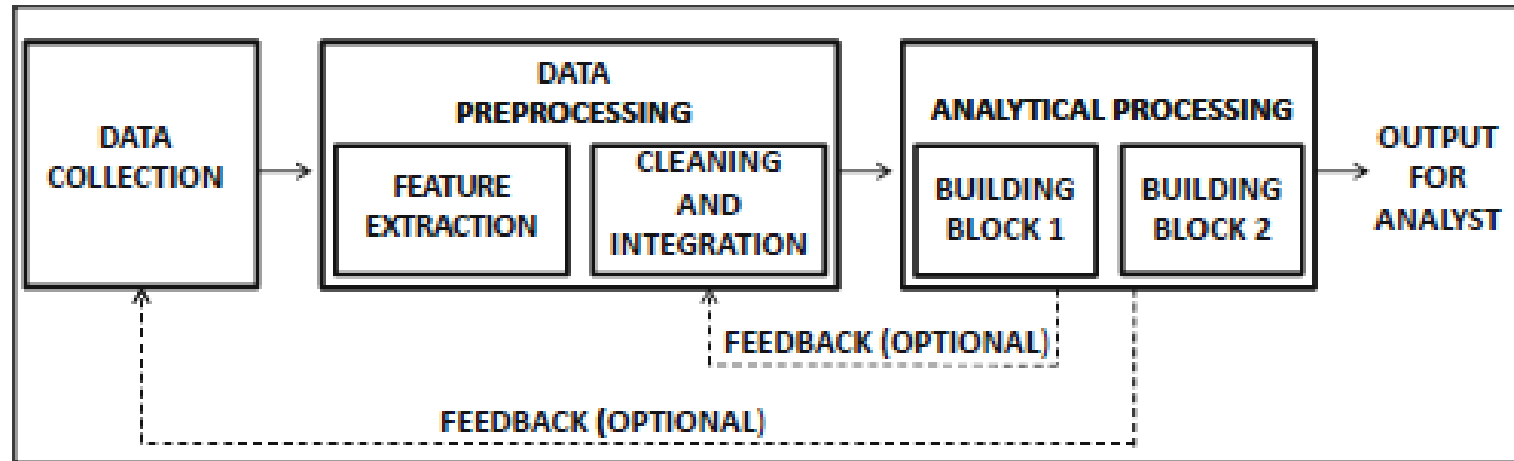 DATA
COLLECTION
DATA
PREPROCESSING
FEATURE
EXTRACTION
CLEANING
AND
INTEGRATION
ANALYTICAL PROCESSING
BUILDING
BLOCK 1
BUILDING
BLOCK 2
OUTPUT
FOR
ANALYST
FEEDBACK (OPTIONAL)
FEEDBACK (OPTIONAL)